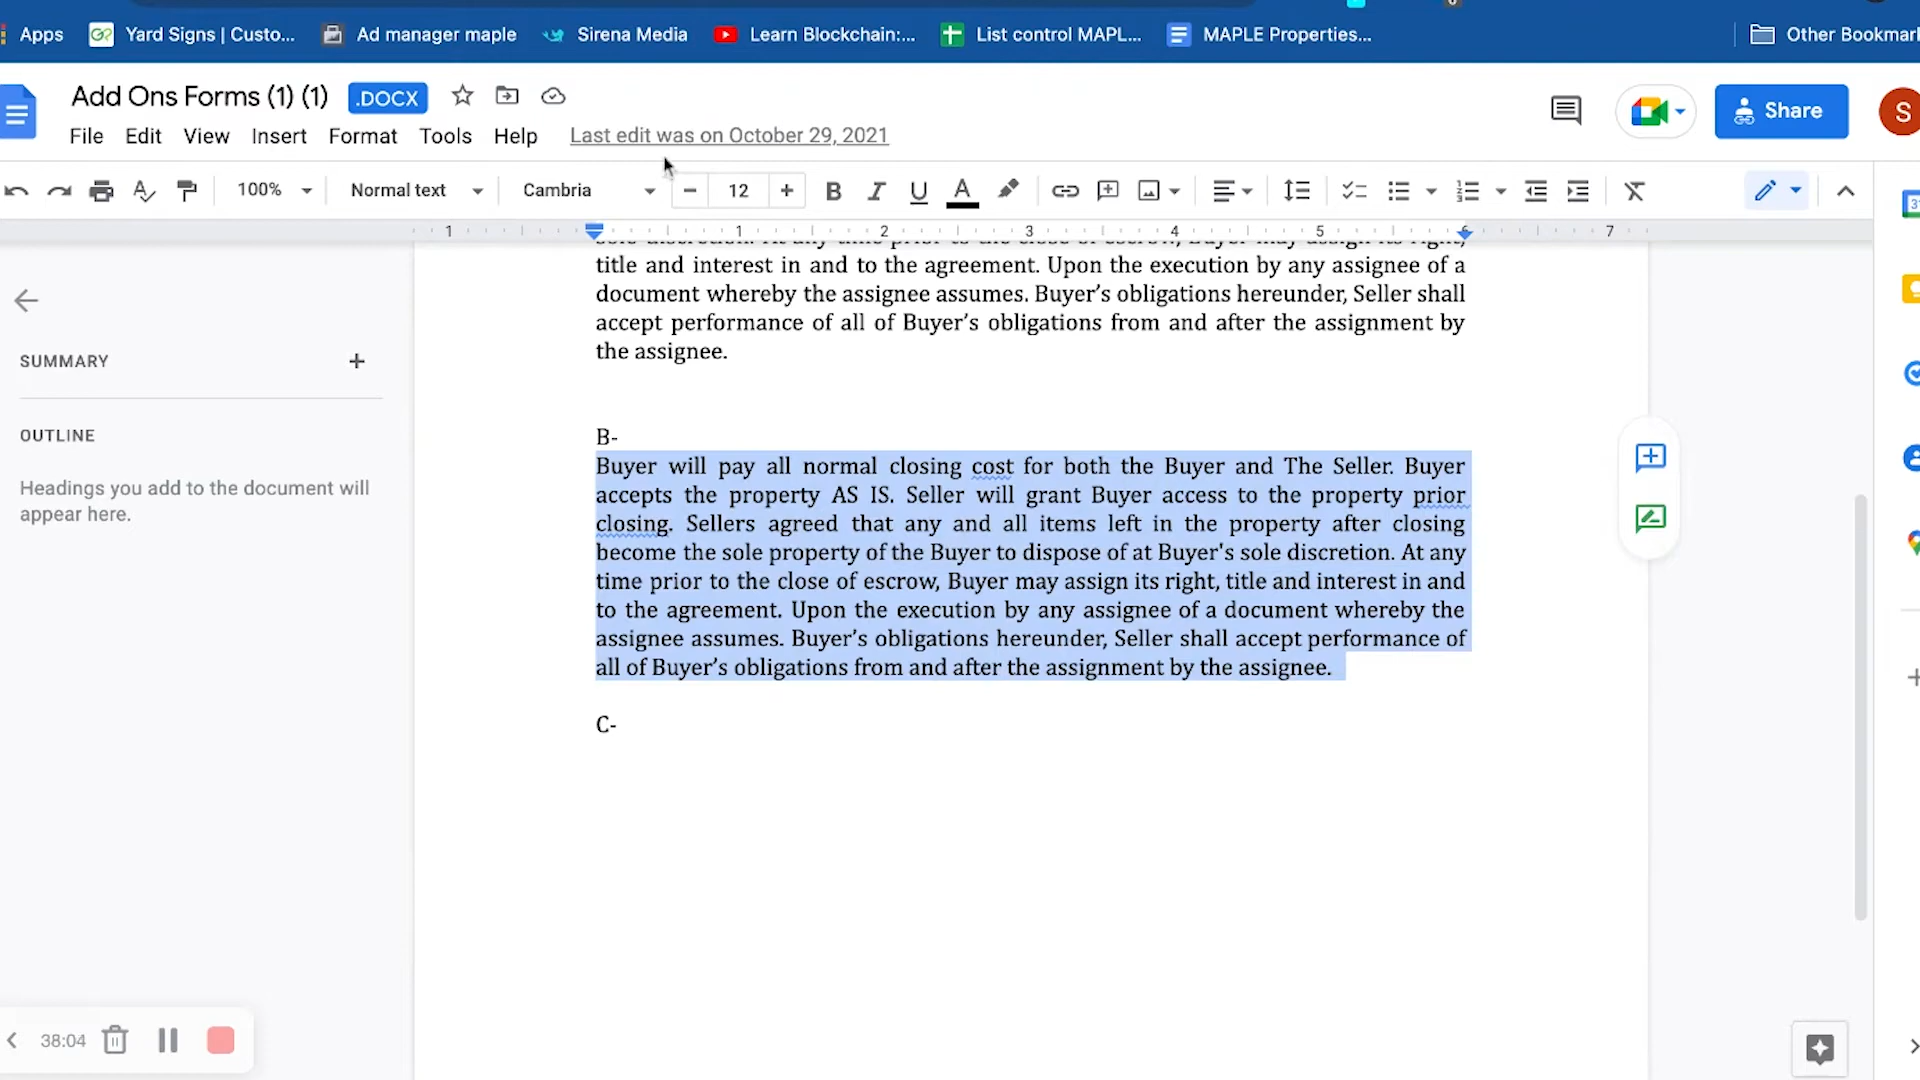 Apps
Yard Signs | Custo...
Ad manager maple
Sirena Media
Learn Blockchain:...
List control MAPL...
MAPLE Properties...
Other Bookmar
Add Ons Forms (1) (1)
.DOCX
Share
S
File Edit View Insert Format Tools Help
Last edit was on October 29, 2021
100%
Normal text
Cambria
12
B I U A
1 1 2 3 4 5 6 7
title and interest in and to the agreement. Upon the execution by any assignee of a
document whereby the assignee assumes. Buyer’s obligations hereunder, Seller shall
accept performance of all of Buyer’s obligations from and after the assignment by
the assignee.
SUMMARY
OUTLINE
Headings you add to the document will
appear here.
B-
Buyer will pay all normal closing cost for both the Buyer and The Seller. Buyer
accepts the property AS IS. Seller will grant Buyer access to the property prior
closing. Sellers agreed that any and all items left in the property after closing
become the sole property of the Buyer to dispose of at Buyer's sole discretion. At any
time prior to the close of escrow, Buyer may assign its right, title and interest in and
to the agreement. Upon the execution by any assignee of a document whereby the
assignee assumes. Buyer’s obligations hereunder, Seller shall accept performance of
all of Buyer’s obligations from and after the assignment by the assignee.
C-
38:04